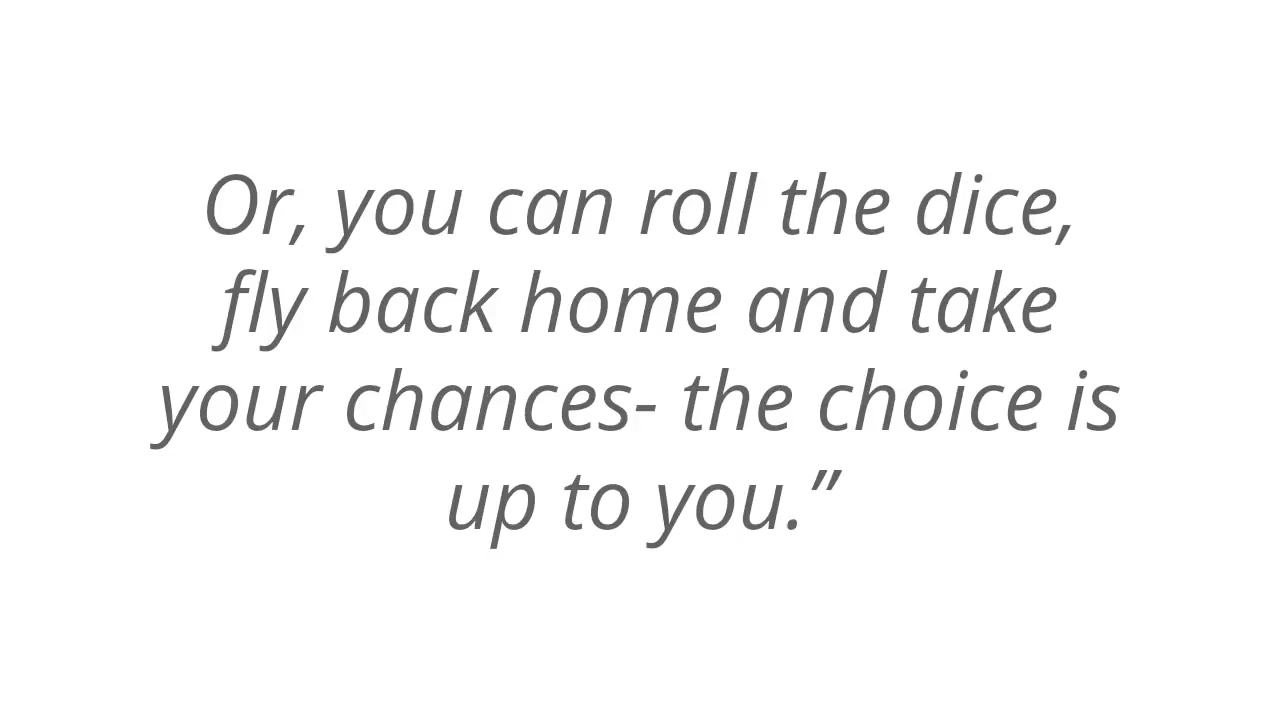 Or, you can roll the dice,
fly back home and take
your chances- the choice is
up to you.”